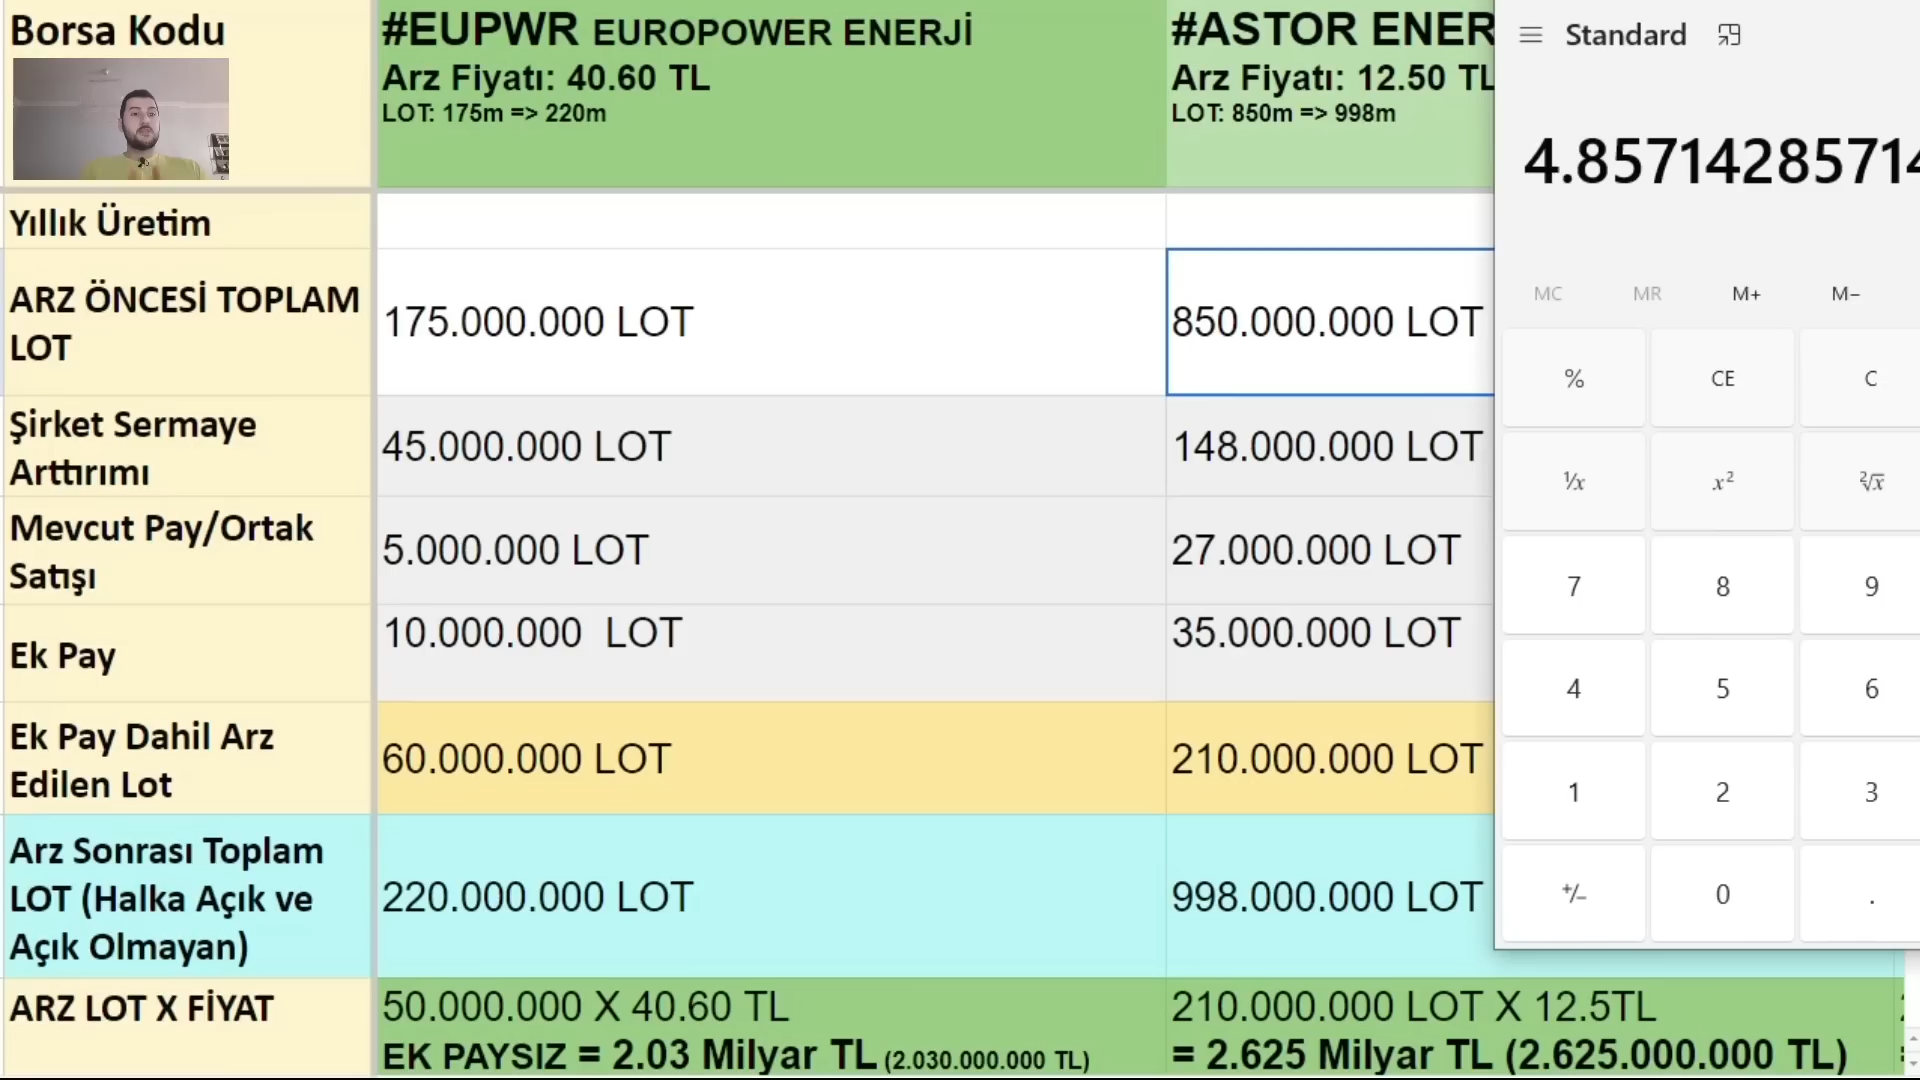 Borsa Kodu
#EUPWR EUROPOWER ENERJİ
Arz Fiyatı: 40.60 TL
LOT: 175m => 220m
#ASTOR ENER
Arz Fiyatı: 12.50 TL
LOT: 850m => 998m
Yıllık Üretim
ARZ ÖNCESİ TOPLAM
LOT
175.000.000 LOT
850.000.000 LOT
Şirket Sermaye
Arttırımı
45.000.000 LOT
148.000.000 LOT
Mevcut Pay/Ortak
Satışı
5.000.000 LOT
27.000.000 LOT
Ek Pay
10.000.000 LOT
35.000.000 LOT
Ek Pay Dahil Arz
Edilen Lot
60.000.000 LOT
210.000.000 LOT
Arz Sonrası Toplam
LOT (Halka Açık ve
Açık Olmayan)
220.000.000 LOT
998.000.000 LOT
ARZ LOT X FİYAT
50.000.000 X 40.60 TL
EK PAYSIZ = 2.03 Milyar TL (2.030.000.000 TL)
210.000.000 LOT X 12.5TL
= 2.625 Milyar TL (2.625.000.000 TL)
Standard
4.85714285714
MC MR M+ M−
% CE C
¹/x x² ²√x
7 8 9
4 5 6
1 2 3
+/− 0 .